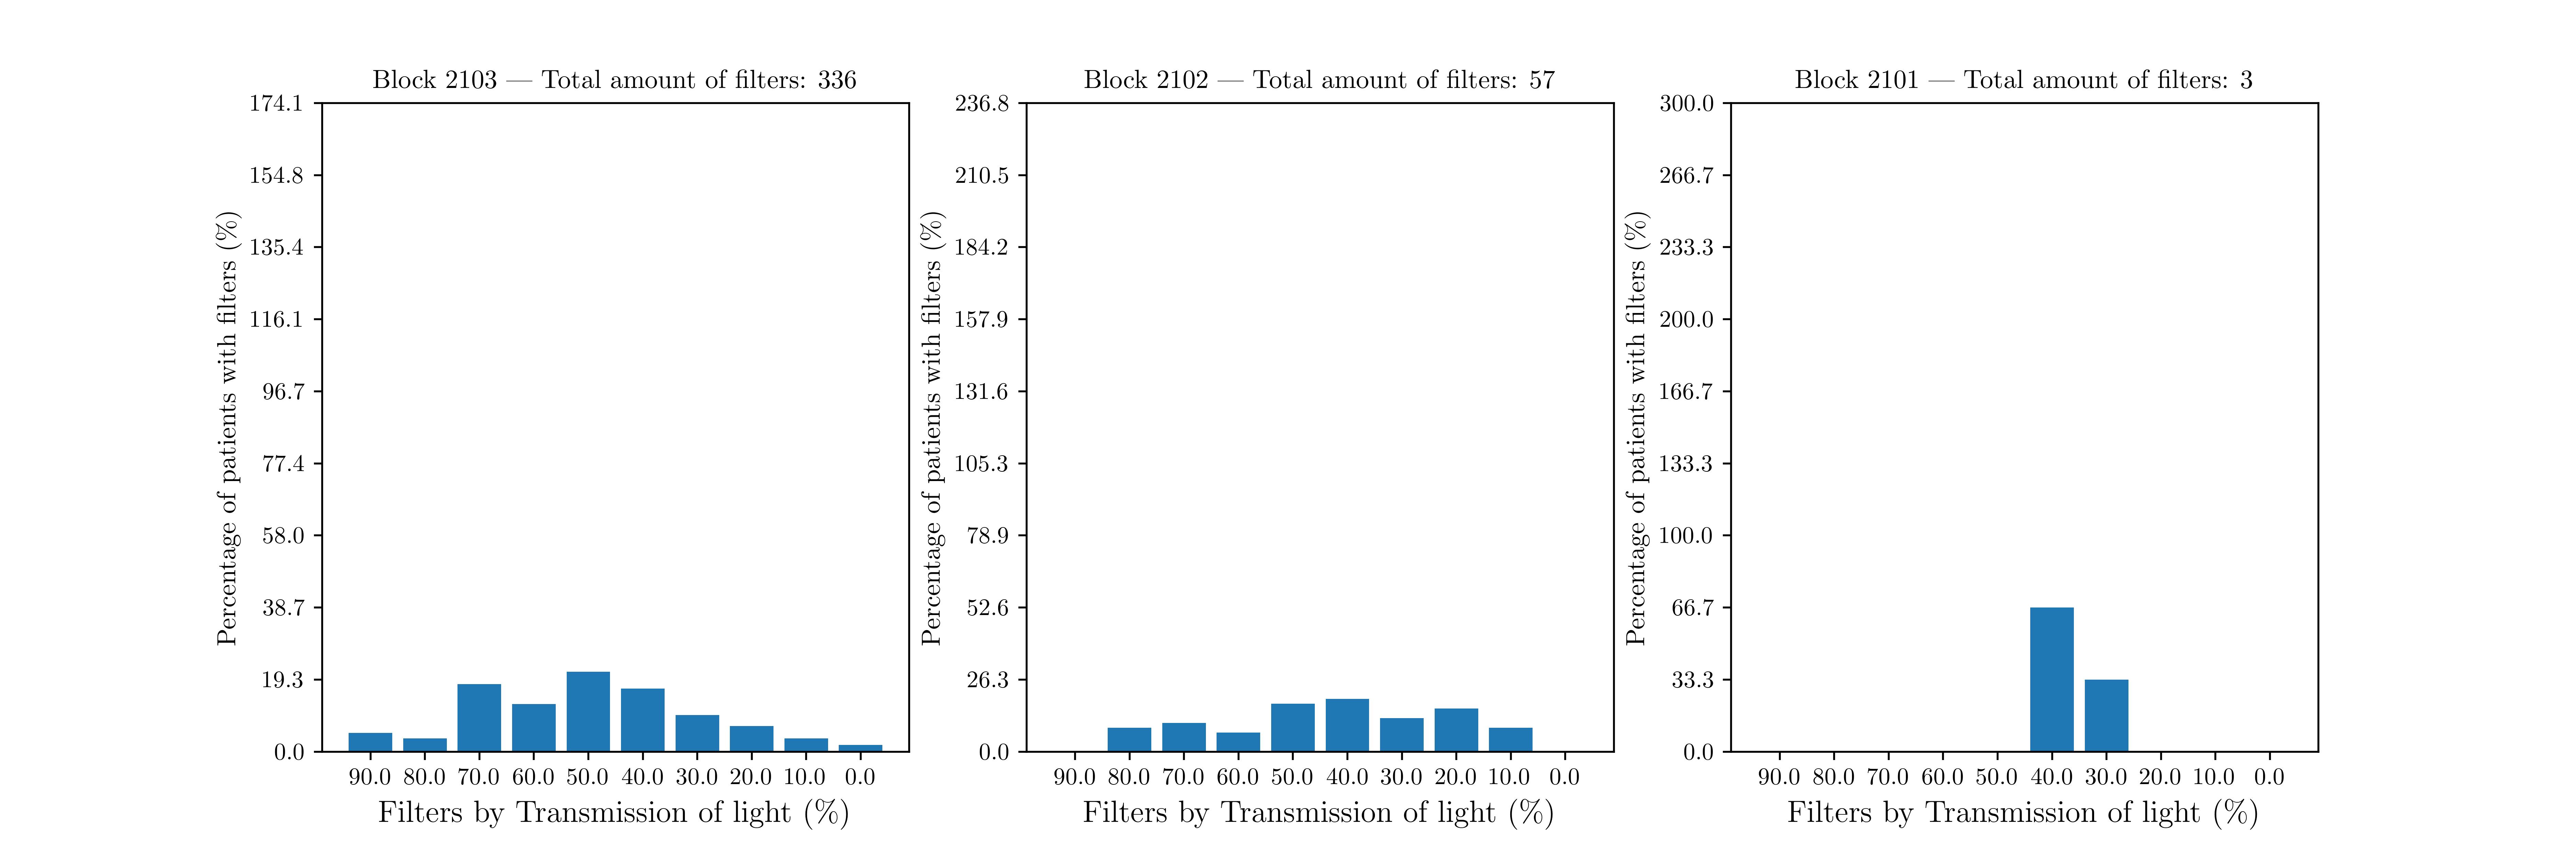 Block 2103 — Total amount of filters: 336
Percentage of patients with filters (%)
174.1
154.8
135.4
116.1
96.7
77.4
58.0
38.7
19.3
0.0
90.0 80.0 70.0 60.0 50.0 40.0 30.0 20.0 10.0 0.0
Filters by Transmission of light (%)
Block 2102 — Total amount of filters: 57
Percentage of patients with filters (%)
236.8
210.5
184.2
157.9
131.6
105.3
78.9
52.6
26.3
0.0
90.0 80.0 70.0 60.0 50.0 40.0 30.0 20.0 10.0 0.0
Filters by Transmission of light (%)
Block 2101 — Total amount of filters: 3
Percentage of patients with filters (%)
300.0
266.7
233.3
200.0
166.7
133.3
100.0
66.7
33.3
0.0
90.0 80.0 70.0 60.0 50.0 40.0 30.0 20.0 10.0 0.0
Filters by Transmission of light (%)